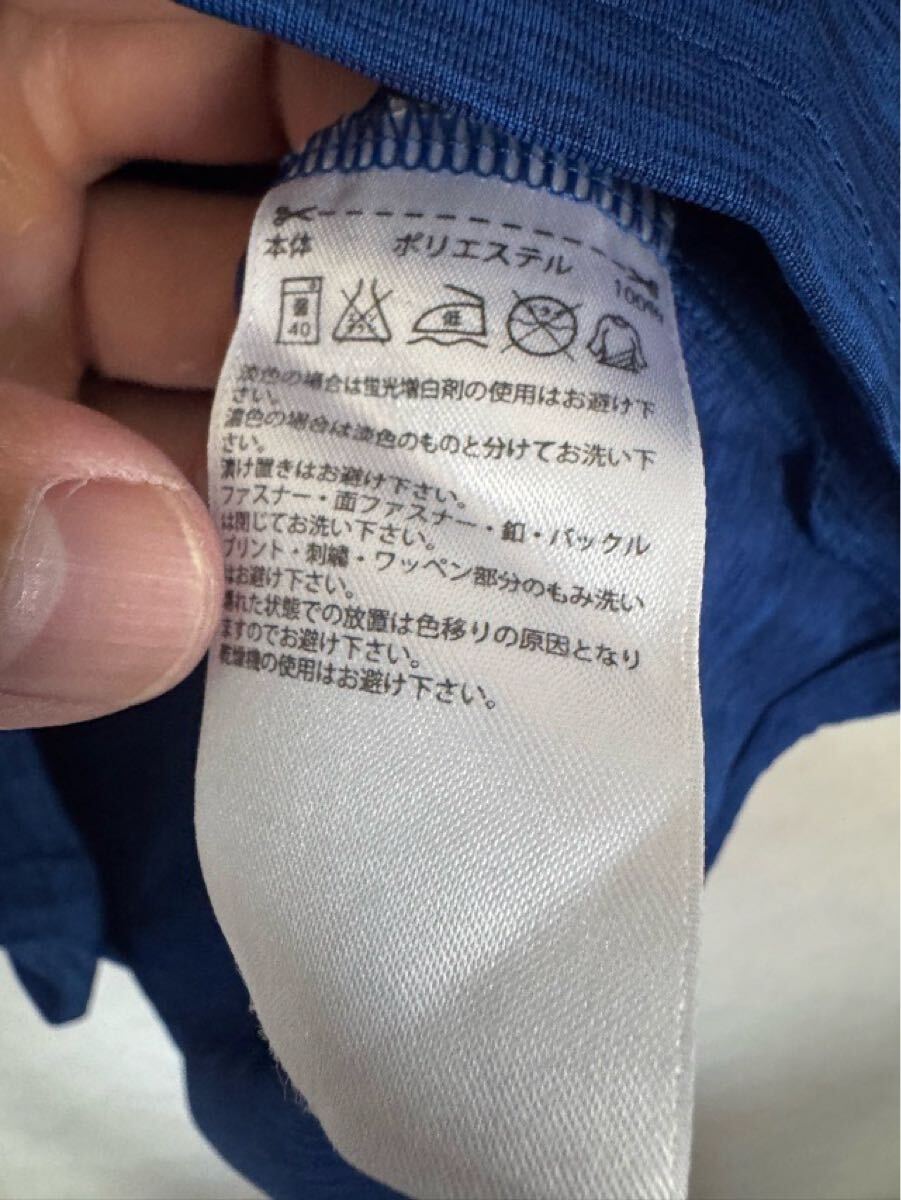 本体 ポリエステル 100%
弱 40 低
淡色の場合は蛍光増白剤の使用はお避け下
さい。
濃色の場合は淡色のものと分けてお洗い下
さい。
漬け置きはお避け下さい。
ファスナー・面ファスナー・釦・バックル
は閉じてお洗い下さい。
プリント・刺繍・ワッペン部分のもみ洗い
はお避け下さい。
濡れた状態での放置は色移りの原因となり
ますのでお避け下さい。
乾燥機の使用はお避け下さい。